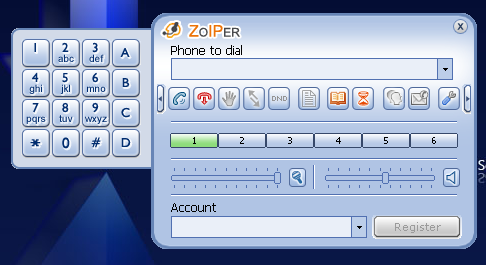 ZoIPER
Phone to dial
1 2 abc 3 def A
4 ghi 5 jkl 6 mno B
7 pqrs 8 tuv 9 wxyz C
* 0 # D
DND
1 2 3 4 5 6
Account
Register